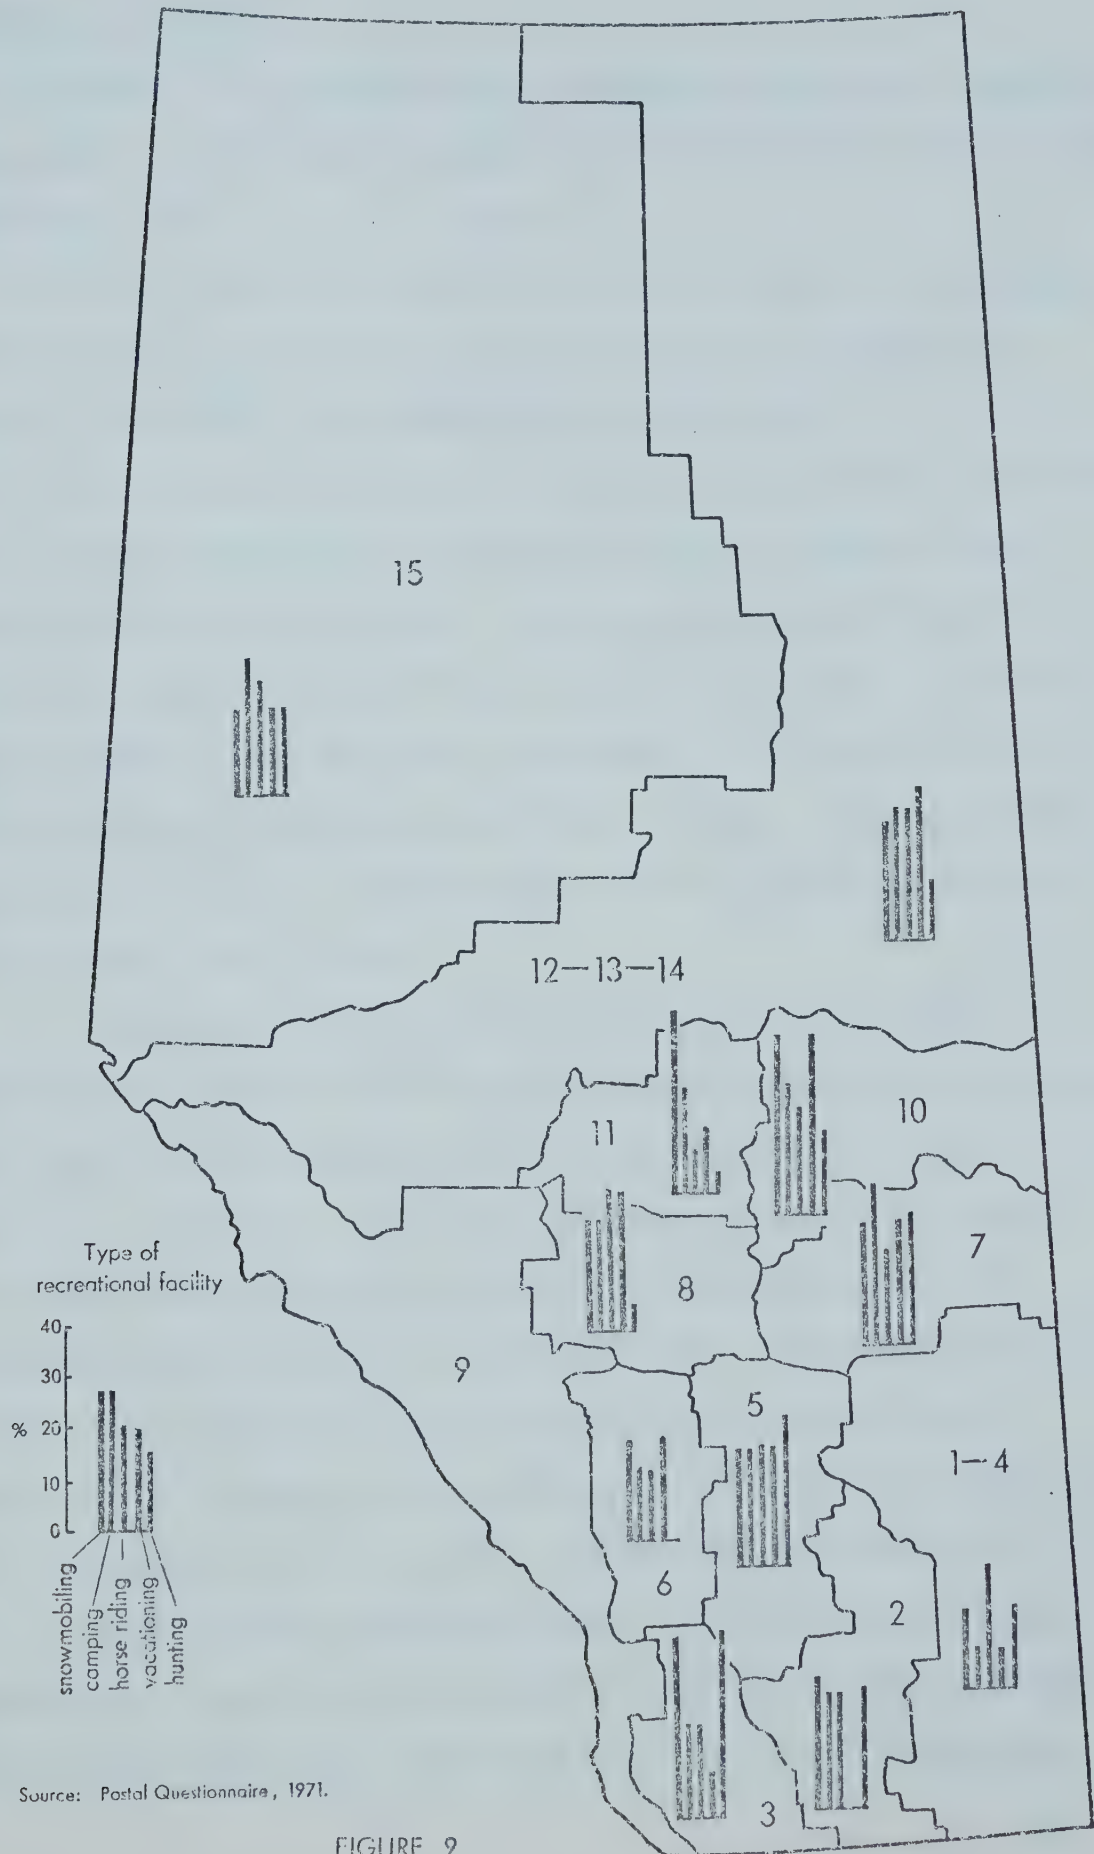 15
12—13—14
11
10
7
8
9
5
1—4
6
2
3
Type of
recreational facility
40
30
%
20
10
0
snowmobiling
camping
horse riding
vacationing
hunting
Source: Postal Questionnaire, 1971.
FIGURE 9